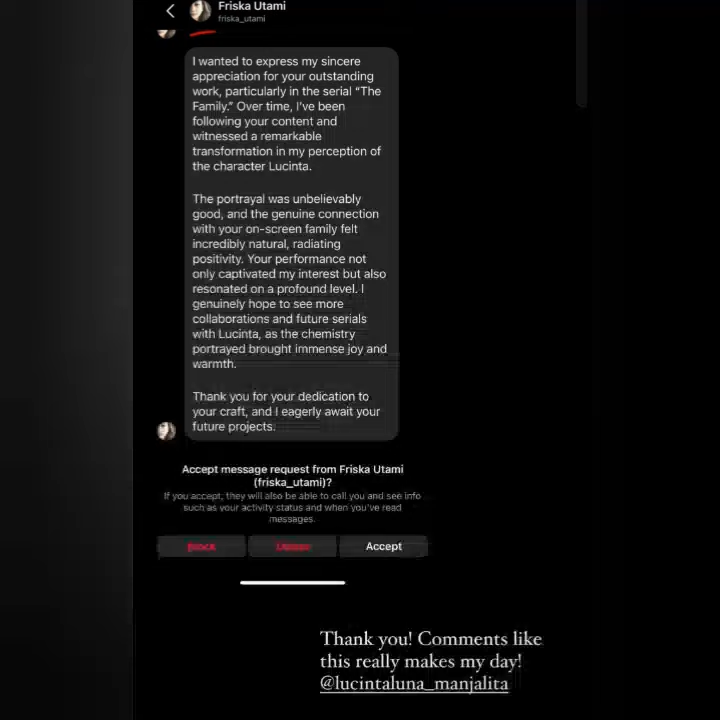 Friska Utami
friska_utami
I wanted to express my sincere
appreciation for your outstanding
work, particularly in the serial “The
Family.” Over time, I’ve been
following your content and
witnessed a remarkable
transformation in my perception of
the character Lucinta.
The portrayal was unbelievably
good, and the genuine connection
with your on-screen family felt
incredibly natural, radiating
positivity. Your performance not
only captivated my interest but also
resonated on a profound level. I
genuinely hope to see more
collaborations and future serials
with Lucinta, as the chemistry
portrayed brought immense joy and
warmth.
Thank you for your dedication to
your craft, and I eagerly await your
future projects.
Accept message request from Friska Utami
(friska_utami)?
If you accept, they will also be able to call you and see info
such as your activity status and when you’ve read
messages.
Accept
Thank you! Comments like
this really makes my day!
@lucintaluna_manjalita